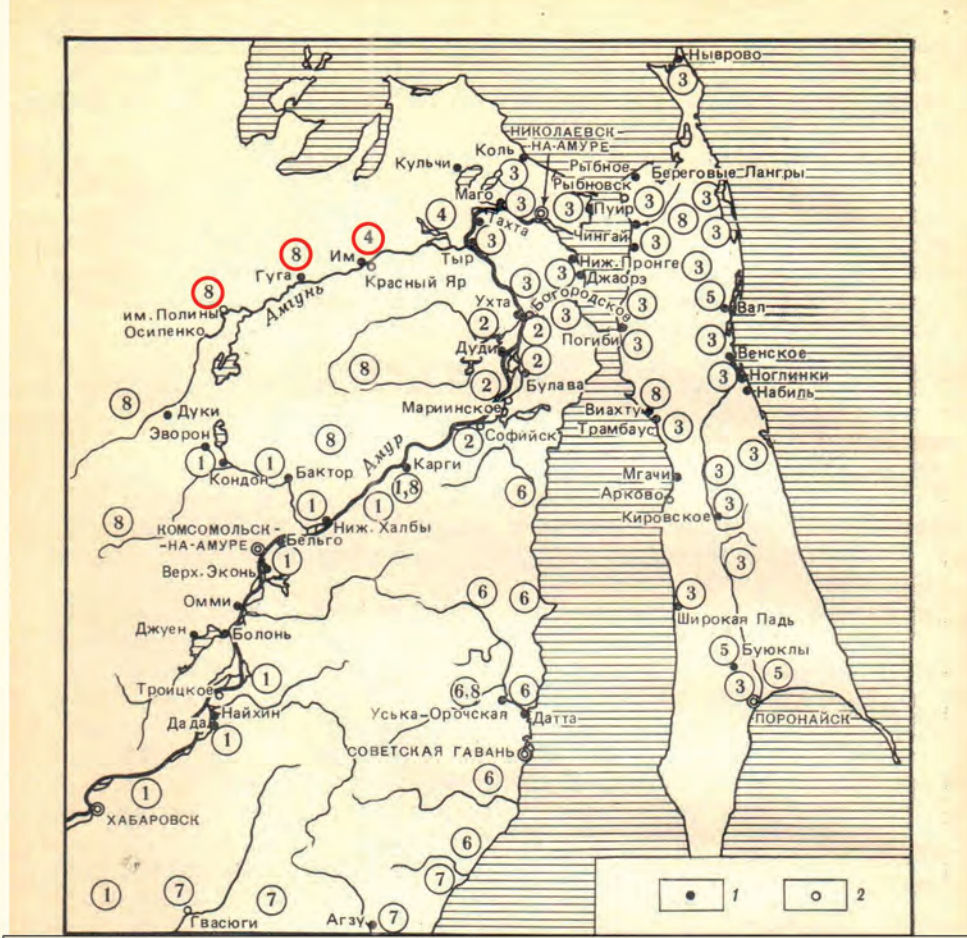 Ныврово
3
НИКОЛАЕВСК-
НА-АМУРЕ
Коль
Рыбное
Кульчи
3
Береговые Лангры
Рыбновск
Маго
3
3
Пуир
3
3
4
Тахта
8
4
3
Чингай
3
3
8
Им
Тыр
Гуга
Красный Яр
3
Ниж. Пронге
3
Джаорэ
8
Амгунь
3
5
им. Полины
Осипенко
Ухта
Богородское
3
Вал
2
2
3
Погиби
3
3
Дуди
2
Венское
8
3
Ноглинки
2
Булава
Набиль
8
Мариинское
8
Дуки
Виахту
Эворон
8
Амур
2
Софийск
Трамбаус
3
3
1
Кондон
1
Бактор
Карги
Мгачи
3
1,8
6
Арково
8
1
1
Кировское
3
КОМСОМОЛЬСК-
-НА-АМУРЕ
Ниж. Халбы
Бельго
1
3
Верх. Эконь
6
6
3
Омми
Широкая Падь
Джуен
Болонь
5
Буюклы
1
5
Троицкое
6,8
6
3
Найхин
Уська-Орочская
Датта
ПОРОНАЙСК
Дада
1
СОВЕТСКАЯ ГАВАНЬ
6
1
ХАБАРОВСК
6
7
1
7
7
1
2
Гвасюги
Агзу
7